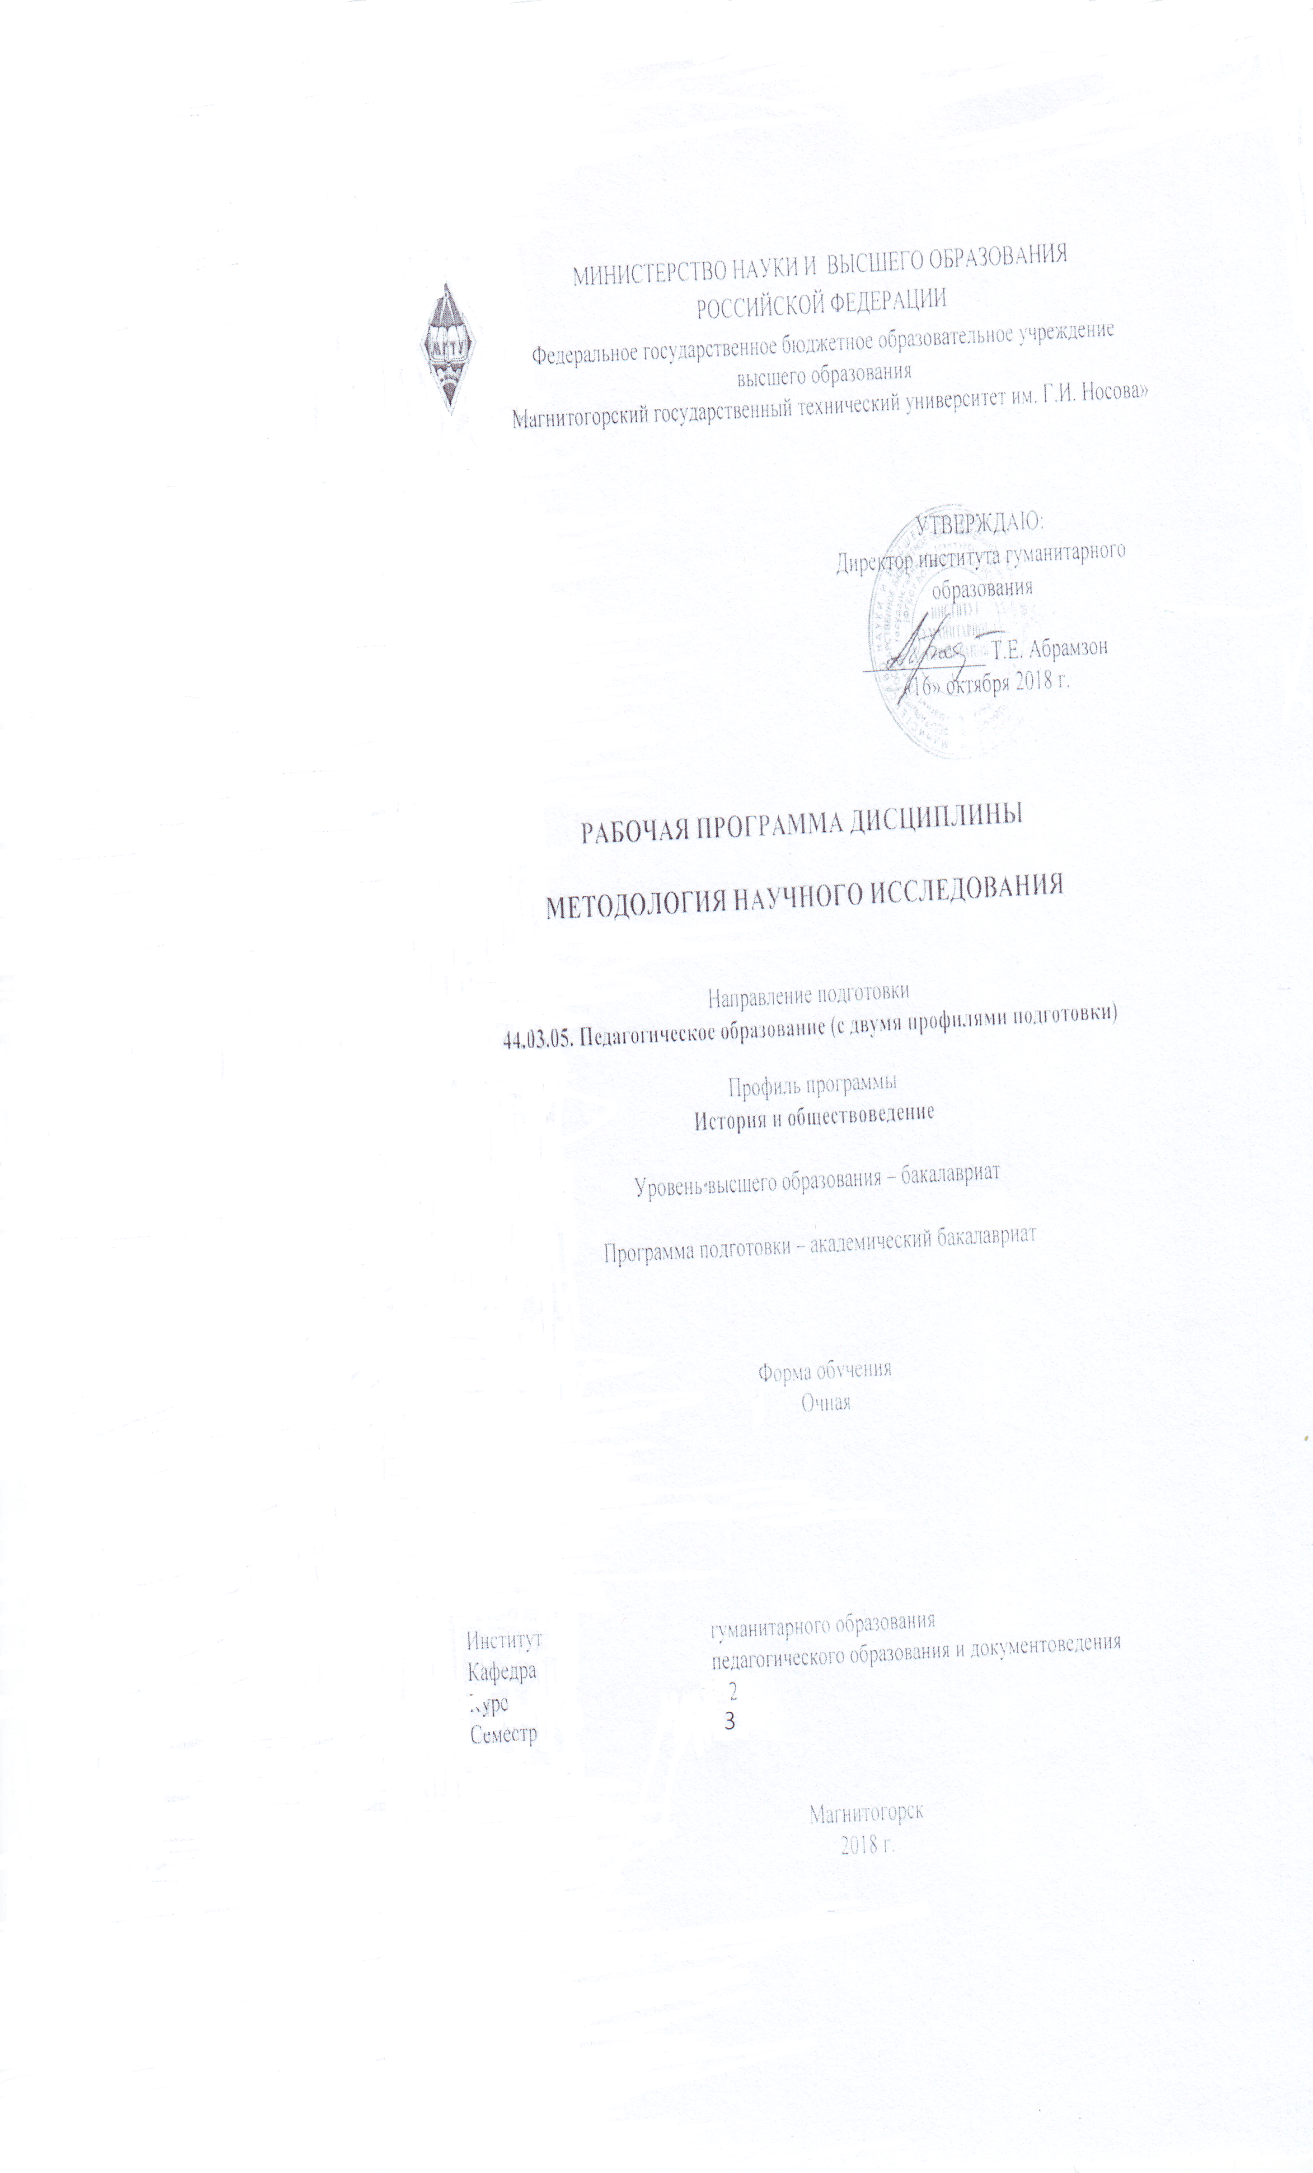 МИНИСТЕРСТВО НАУКИ И ВЫСШЕГО ОБРАЗОВАНИЯ
РОССИЙСКОЙ ФЕДЕРАЦИИ
Федеральное государственное бюджетное образовательное учреждение
высшего образования
Магнитогорский государственный технический университет им. Г.И. Носова»
МГТУ
УТВЕРЖДАЮ:
Директор института гуманитарного
образования
Т.Е. Абрамзон
«16» октября 2018 г.
РАБОЧАЯ ПРОГРАММА ДИСЦИПЛИНЫ
МЕТОДОЛОГИЯ НАУЧНОГО ИССЛЕДОВАНИЯ
Направление подготовки
44.03.05. Педагогическое образование (с двумя профилями подготовки)
Профиль программы
История и обществоведение
Уровень высшего образования – бакалавриат
Программа подготовки – академический бакалавриат
Форма обучения
Очная
Институт гуманитарного образования
Кафедра педагогического образования и документоведения
Курс 2
Семестр 3
Магнитогорск
2018 г.